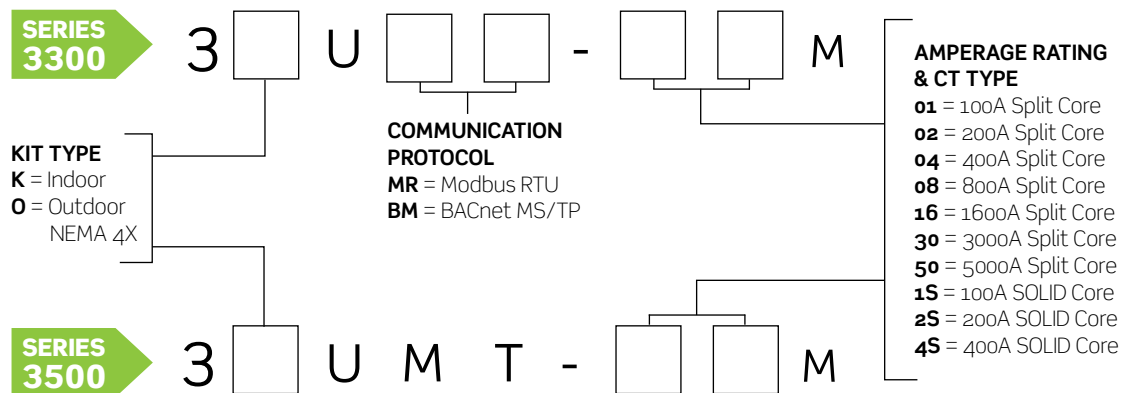 SERIES
3300
3 U - M
KIT TYPE
K = Indoor
O = Outdoor
NEMA 4X
COMMUNICATION
PROTOCOL
MR = Modbus RTU
BM = BACnet MS/TP
AMPERAGE RATING
& CT TYPE
01 = 100A Split Core
02 = 200A Split Core
04 = 400A Split Core
08 = 800A Split Core
16 = 1600A Split Core
30 = 3000A Split Core
50 = 5000A Split Core
1S = 100A SOLID Core
2S = 200A SOLID Core
4S = 400A SOLID Core
SERIES
3500
3 U M T - M